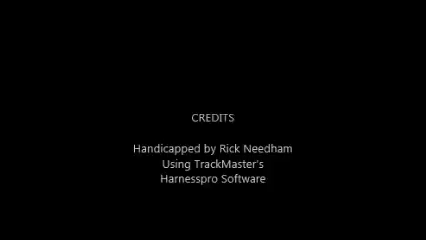 CREDITS
Handicapped by Rick Needham
Using TrackMaster's
Harnesspro Software